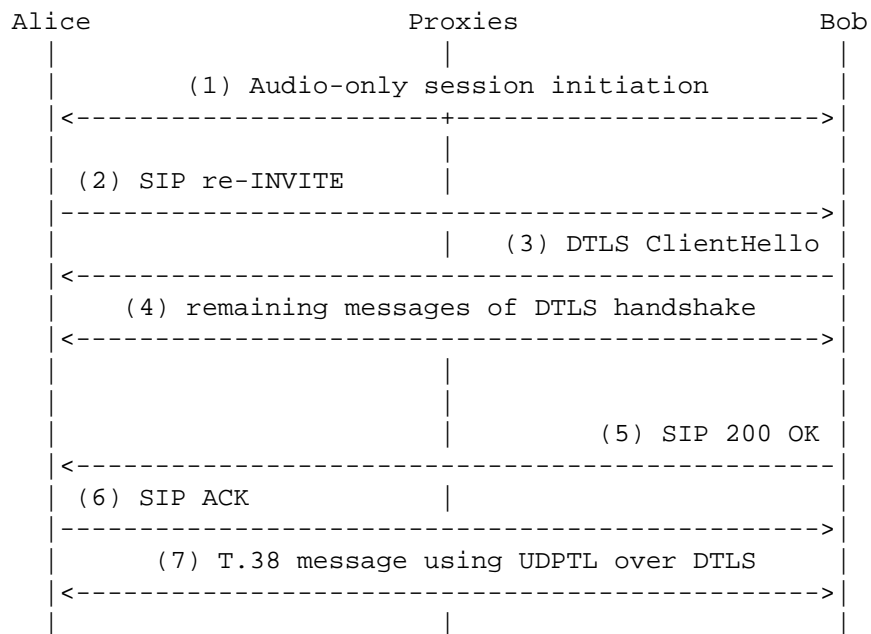 Alice Proxies Bob
(1) Audio-only session initiation
<-----------------------+----------------------->
(2) SIP re-INVITE
------------------------------------------------>
(3) DTLS ClientHello
<------------------------------------------------
(4) remaining messages of DTLS handshake
<----------------------------------------------->
(5) SIP 200 OK
<------------------------------------------------
(6) SIP ACK
------------------------------------------------>
(7) T.38 message using UDPTL over DTLS
<----------------------------------------------->